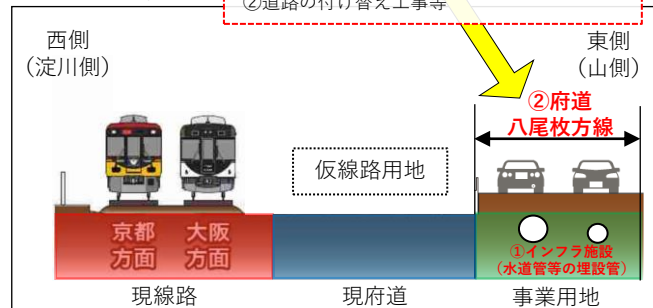 ②道路の付け替え工事等
西側
（淀川側）
東側
（山側）
②府道
八尾枚方線
仮線路用地
京都
方面
大阪
方面
①インフラ施設
（水道管等の埋設管）
現線路
現府道
事業用地